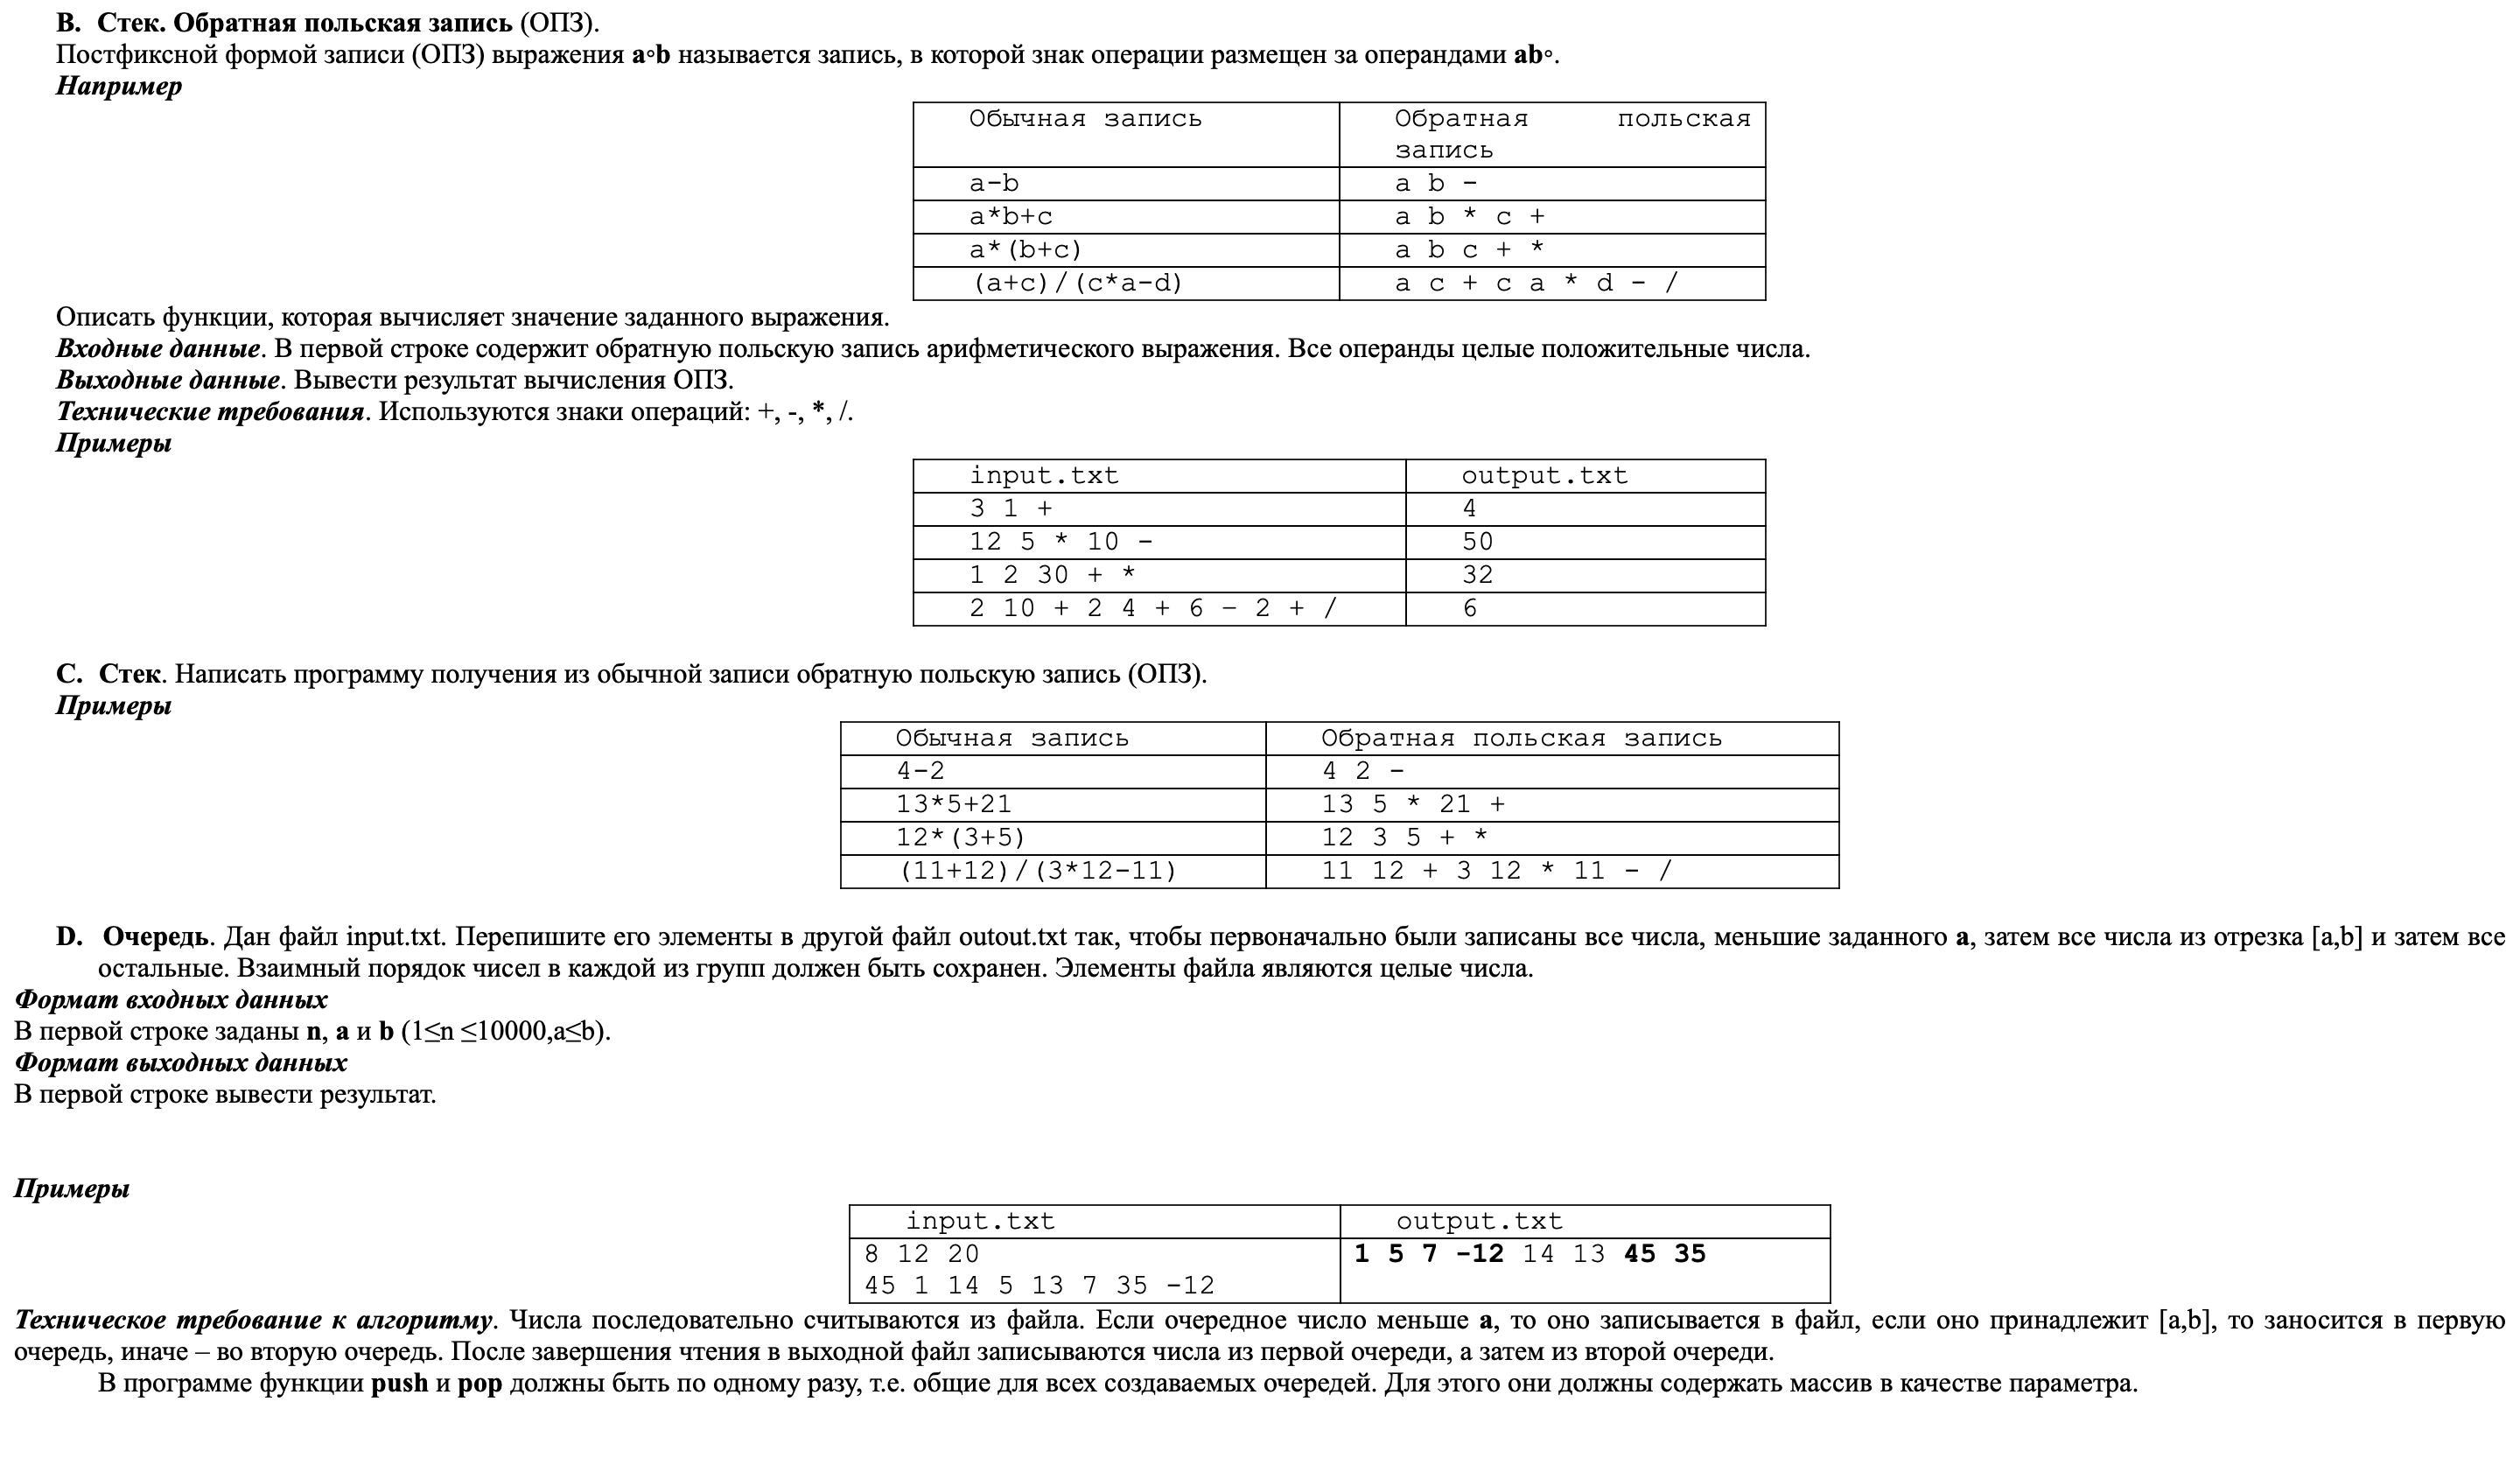 B. Стек. Обратная польская запись (ОПЗ).
Постфиксной формой записи (ОПЗ) выражения a∘b называется запись, в которой знак операции размещен за операндами ab∘.
Например
Обычная запись
Обратная польская
запись
a-b
a b -
a*b+c
a b * c +
a*(b+c)
a b c + *
(a+c)/(c*a-d)
a c + c a * d - /
Описать функции, которая вычисляет значение заданного выражения.
Входные данные. В первой строке содержит обратную польскую запись арифметического выражения. Все операнды целые положительные числа.
Выходные данные. Вывести результат вычисления ОПЗ.
Технические требования. Используются знаки операций: +, -, *, /.
Примеры
input.txt
output.txt
3 1 +
4
12 5 * 10 -
50
1 2 30 + *
32
2 10 + 2 4 + 6 – 2 + /
6
C. Стек. Написать программу получения из обычной записи обратную польскую запись (ОПЗ).
Примеры
Обычная запись
Обратная польская запись
4-2
4 2 -
13*5+21
13 5 * 21 +
12*(3+5)
12 3 5 + *
(11+12)/(3*12-11)
11 12 + 3 12 * 11 - /
D. Очередь. Дан файл input.txt. Перепишите его элементы в другой файл outout.txt так, чтобы первоначально были записаны все числа, меньшие заданного a, затем все числа из отрезка [a,b] и затем все
остальные. Взаимный порядок чисел в каждой из групп должен быть сохранен. Элементы файла являются целые числа.
Формат входных данных
В первой строке заданы n, a и b (1≤n ≤10000,a≤b).
Формат выходных данных
В первой строке вывести результат.
Примеры
input.txt
output.txt
8 12 20
1 5 7 -12 14 13 45 35
45 1 14 5 13 7 35 -12
Техническое требование к алгоритму. Числа последовательно считываются из файла. Если очередное число меньше a, то оно записывается в файл, если оно принадлежит [a,b], то заносится в первую
очередь, иначе – во вторую очередь. После завершения чтения в выходной файл записываются числа из первой очереди, а затем из второй очереди.
В программе функции push и pop должны быть по одному разу, т.е. общие для всех создаваемых очередей. Для этого они должны содержать массив в качестве параметра.